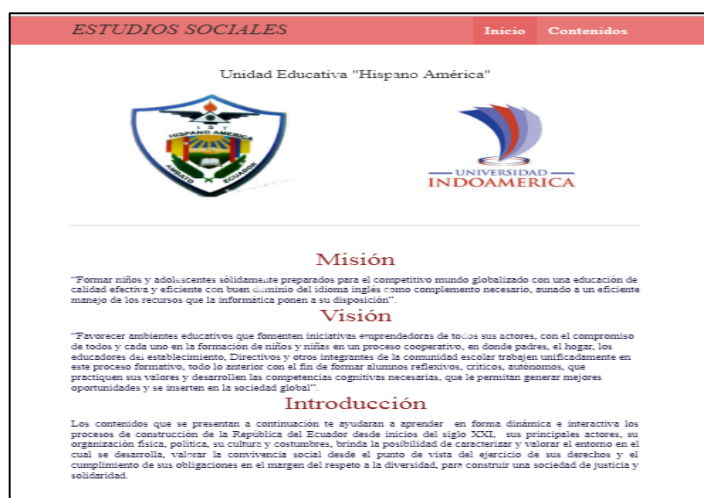 ESTUDIOS SOCIALES
Inicio Contenidos
Unidad Educativa "Hispano América"
HISPANO AMERICA
AMBATO ECUADOR
UNIVERSIDAD
INDOAMERICA
Misión
"Formar niños y adolescentes sólidamente preparados para el competitivo mundo globalizado con una educación de
calidad efectiva y eficiente con buen dominio del idioma inglés como complemento necesario, aunado a un eficiente
manejo de los recursos que la informática ponen a su disposición".
Visión
"Favorecer ambientes educativos que fomenten iniciativas emprendedoras de todos sus actores, con el compromiso
de todos y cada uno en la formación de niños y niñas en un proceso cooperativo, en donde padres, el hogar, los
educadores del establecimiento, Directivos y otros integrantes de la comunidad escolar trabajen unificadamente en
este proceso formativo, todo lo anterior con el fin de formar alumnos reflexivos, críticos, autónomos, que
practiquen sus valores y desarrollen las competencias cognitivas necesarias, que le permitan generar mejores
oportunidades y se inserten en la sociedad global".
Introducción
Los contenidos que se presentan a continuación te ayudaran a aprender en forma dinámica e interactiva los
procesos de construcción de la República del Ecuador desde inicios del siglo XXI, sus principales actores, su
organización física, política, su cultura y costumbres, brinda la posibilidad de caracterizar y valorar el entorno en el
cual se desarrolla, valorar la convivencia social desde el punto de vista del ejercicio de sus derechos y el
cumplimiento de sus obligaciones en el margen del respeto a la diversidad, para construir una sociedad de justicia y
solidaridad.